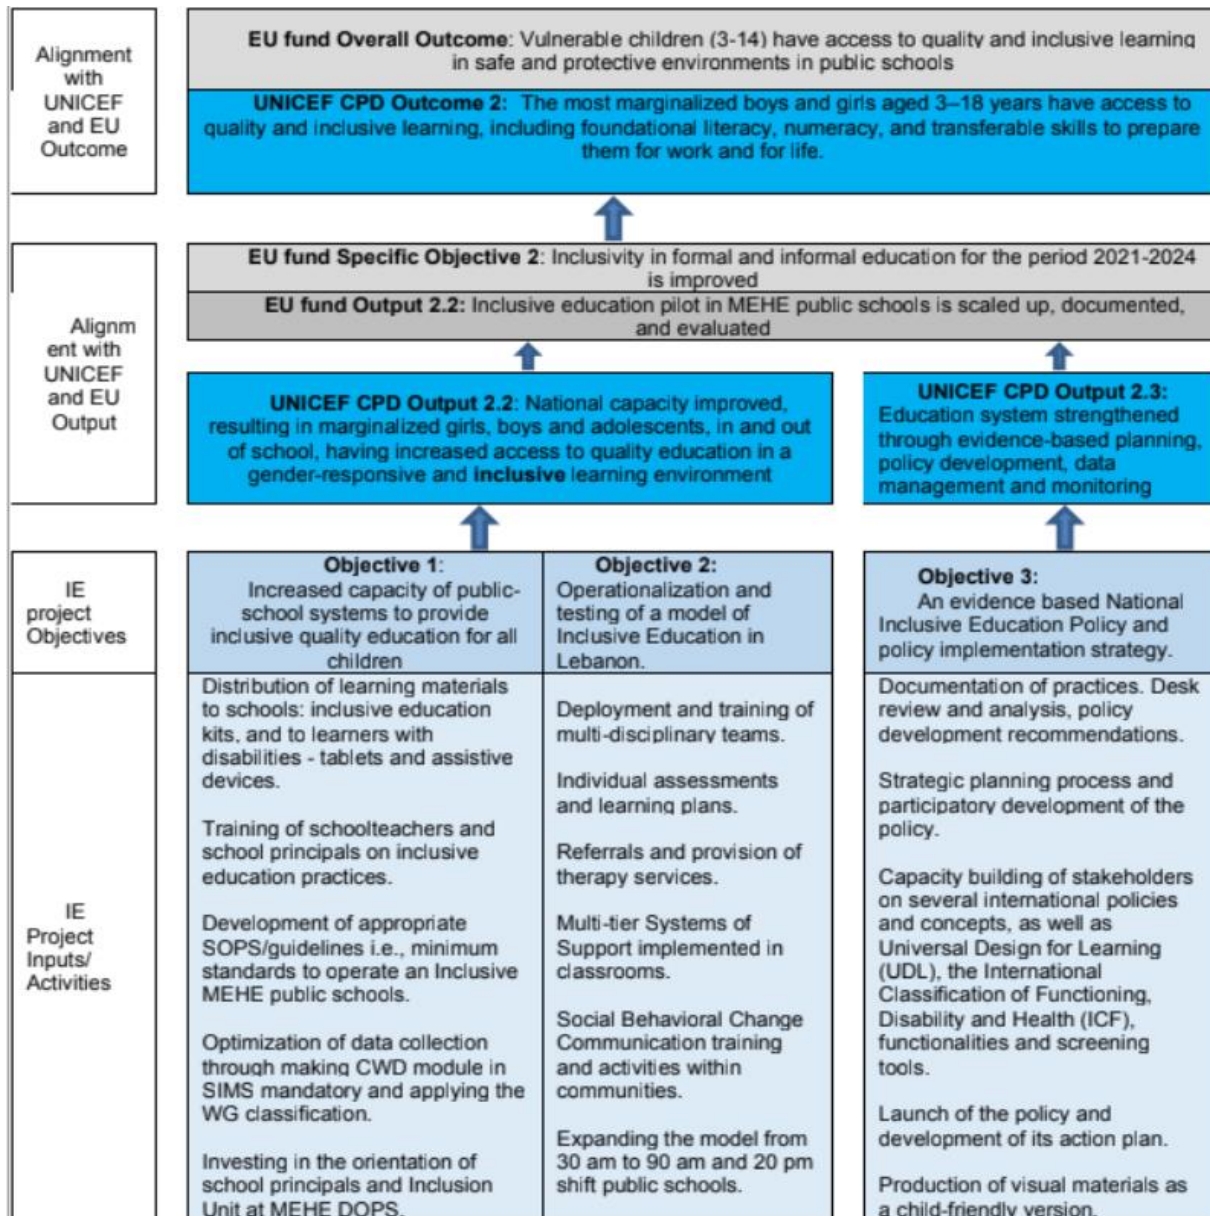 Alignment
with
UNICEF
and EU
Outcome
EU fund Overall Outcome: Vulnerable children (3-14) have access to quality and inclusive learning
in safe and protective environments in public schools
UNICEF CPD Outcome 2: The most marginalized boys and girls aged 3–18 years have access to
quality and inclusive learning, including foundational literacy, numeracy, and transferable skills to prepare
them for work and for life.
Alignm
ent with
UNICEF
and EU
Output
EU fund Specific Objective 2: Inclusivity in formal and informal education for the period 2021-2024
is improved
EU fund Output 2.2: Inclusive education pilot in MEHE public schools is scaled up, documented,
and evaluated
UNICEF CPD Output 2.2: National capacity improved,
resulting in marginalized girls, boys and adolescents, in and out
of school, having increased access to quality education in a
gender-responsive and inclusive learning environment
UNICEF CPD Output 2.3:
Education system strengthened
through evidence-based planning,
policy development, data
management and monitoring
IE
project
Objectives
Objective 1:
Increased capacity of public-
school systems to provide
inclusive quality education for all
children
Objective 2:
Operationalization and
testing of a model of
Inclusive Education in
Lebanon.
Objective 3:
An evidence based National
Inclusive Education Policy and
policy implementation strategy.
IE
Project
Inputs/
Activities
Distribution of learning materials
to schools: inclusive education
kits, and to learners with
disabilities - tablets and assistive
devices.
Training of schoolteachers and
school principals on inclusive
education practices.
Development of appropriate
SOPS/guidelines i.e., minimum
standards to operate an Inclusive
MEHE public schools.
Optimization of data collection
through making CWD module in
SIMS mandatory and applying the
WG classification.
Investing in the orientation of
school principals and Inclusion
Unit at MEHE DOPS.
Deployment and training of
multi-disciplinary teams.
Individual assessments
and learning plans.
Referrals and provision of
therapy services.
Multi-tier Systems of
Support implemented in
classrooms.
Social Behavioral Change
Communication training
and activities within
communities.
Expanding the model from
30 am to 90 am and 20 pm
shift public schools.
Documentation of practices. Desk
review and analysis, policy
development recommendations.
Strategic planning process and
participatory development of the
policy.
Capacity building of stakeholders
on several international policies
and concepts, as well as
Universal Design for Learning
(UDL), the International
Classification of Functioning,
Disability and Health (ICF),
functionalities and screening
tools.
Launch of the policy and
development of its action plan.
Production of visual materials as
a child-friendly version.